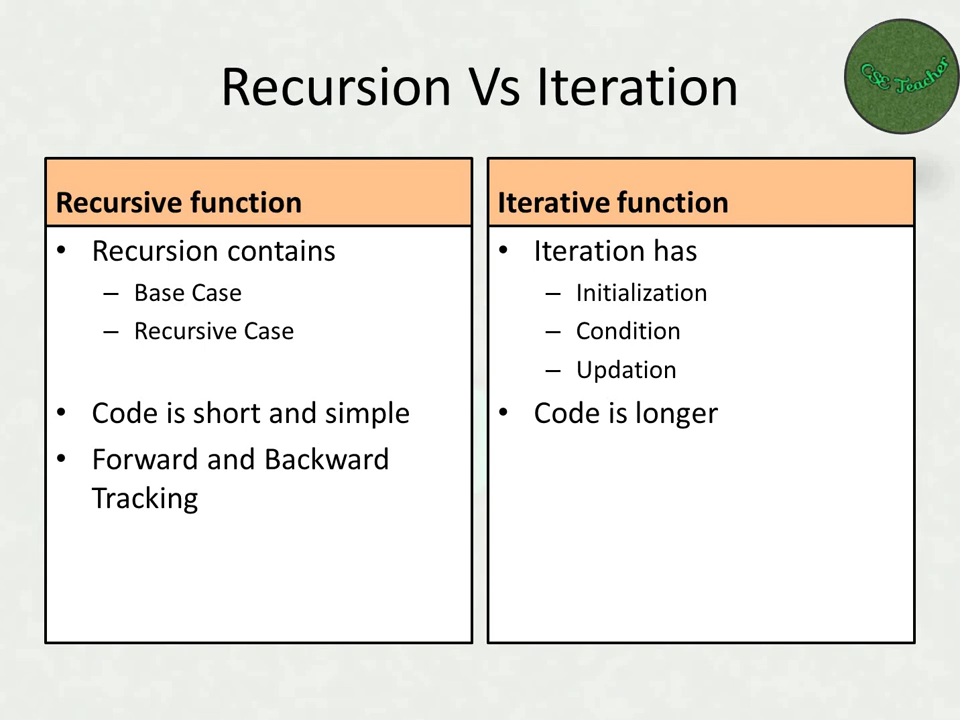 Recursion Vs Iteration
CSE Teacher
Recursive function
• Recursion contains
– Base Case
– Recursive Case
• Code is short and simple
• Forward and Backward
Tracking
Iterative function
• Iteration has
– Initialization
– Condition
– Updation
• Code is longer